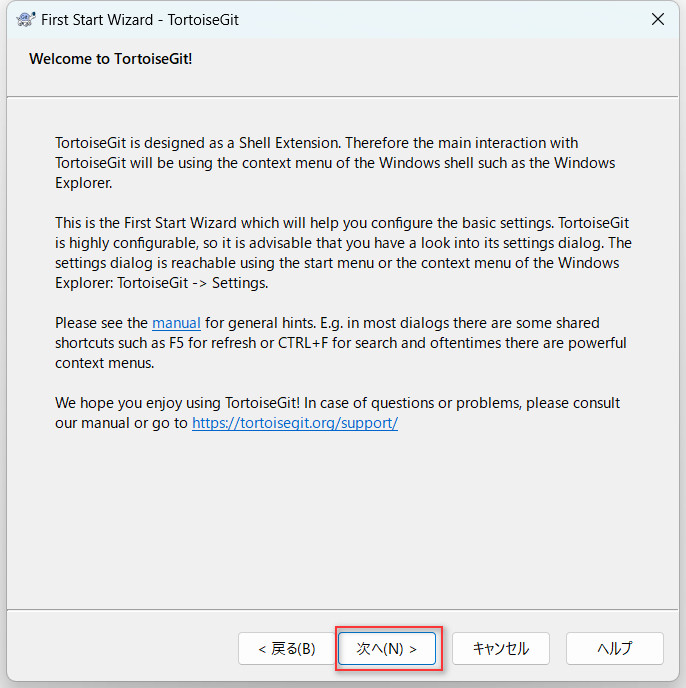 First Start Wizard - TortoiseGit
Welcome to TortoiseGit!
TortoiseGit is designed as a Shell Extension. Therefore the main interaction with
TortoiseGit will be using the context menu of the Windows shell such as the Windows
Explorer.
This is the First Start Wizard which will help you configure the basic settings. TortoiseGit
is highly configurable, so it is advisable that you have a look into its settings dialog. The
settings dialog is reachable using the start menu or the context menu of the Windows
Explorer: TortoiseGit -> Settings.
Please see the manual for general hints. E.g. in most dialogs there are some shared
shortcuts such as F5 for refresh or CTRL+F for search and oftentimes there are powerful
context menus.
We hope you enjoy using TortoiseGit! In case of questions or problems, please consult
our manual or go to https://tortoisegit.org/support/
< 戻る(B) 次へ(N) > キャンセル ヘルプ